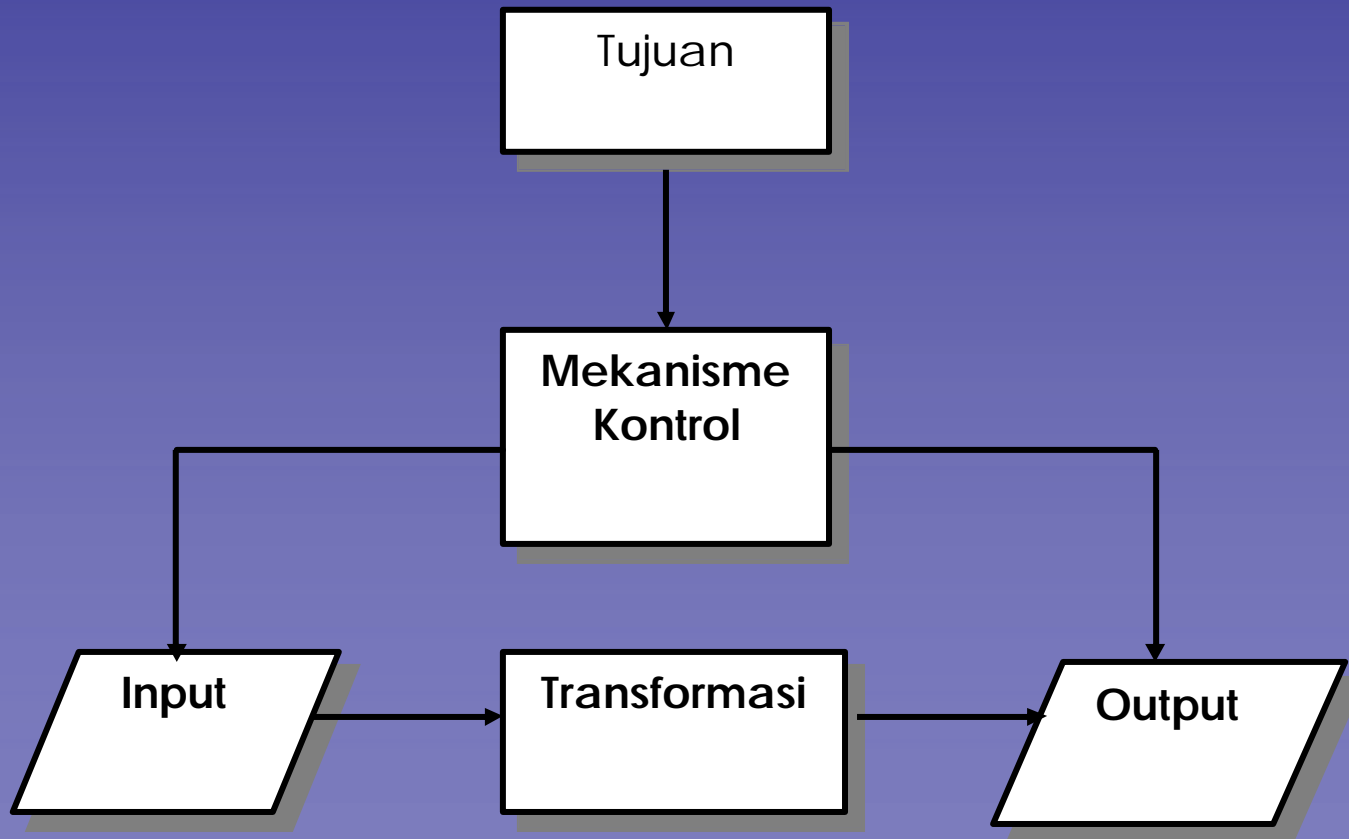 Tujuan
Mekanisme
Kontrol
Input
Transformasi
Output